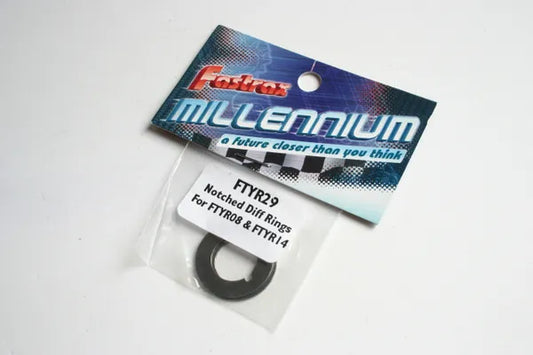 Fastrax
MILLENNIUM
a future closer than you think
FTYR29
Notched Diff Rings
For FTYR08 & FTYR14